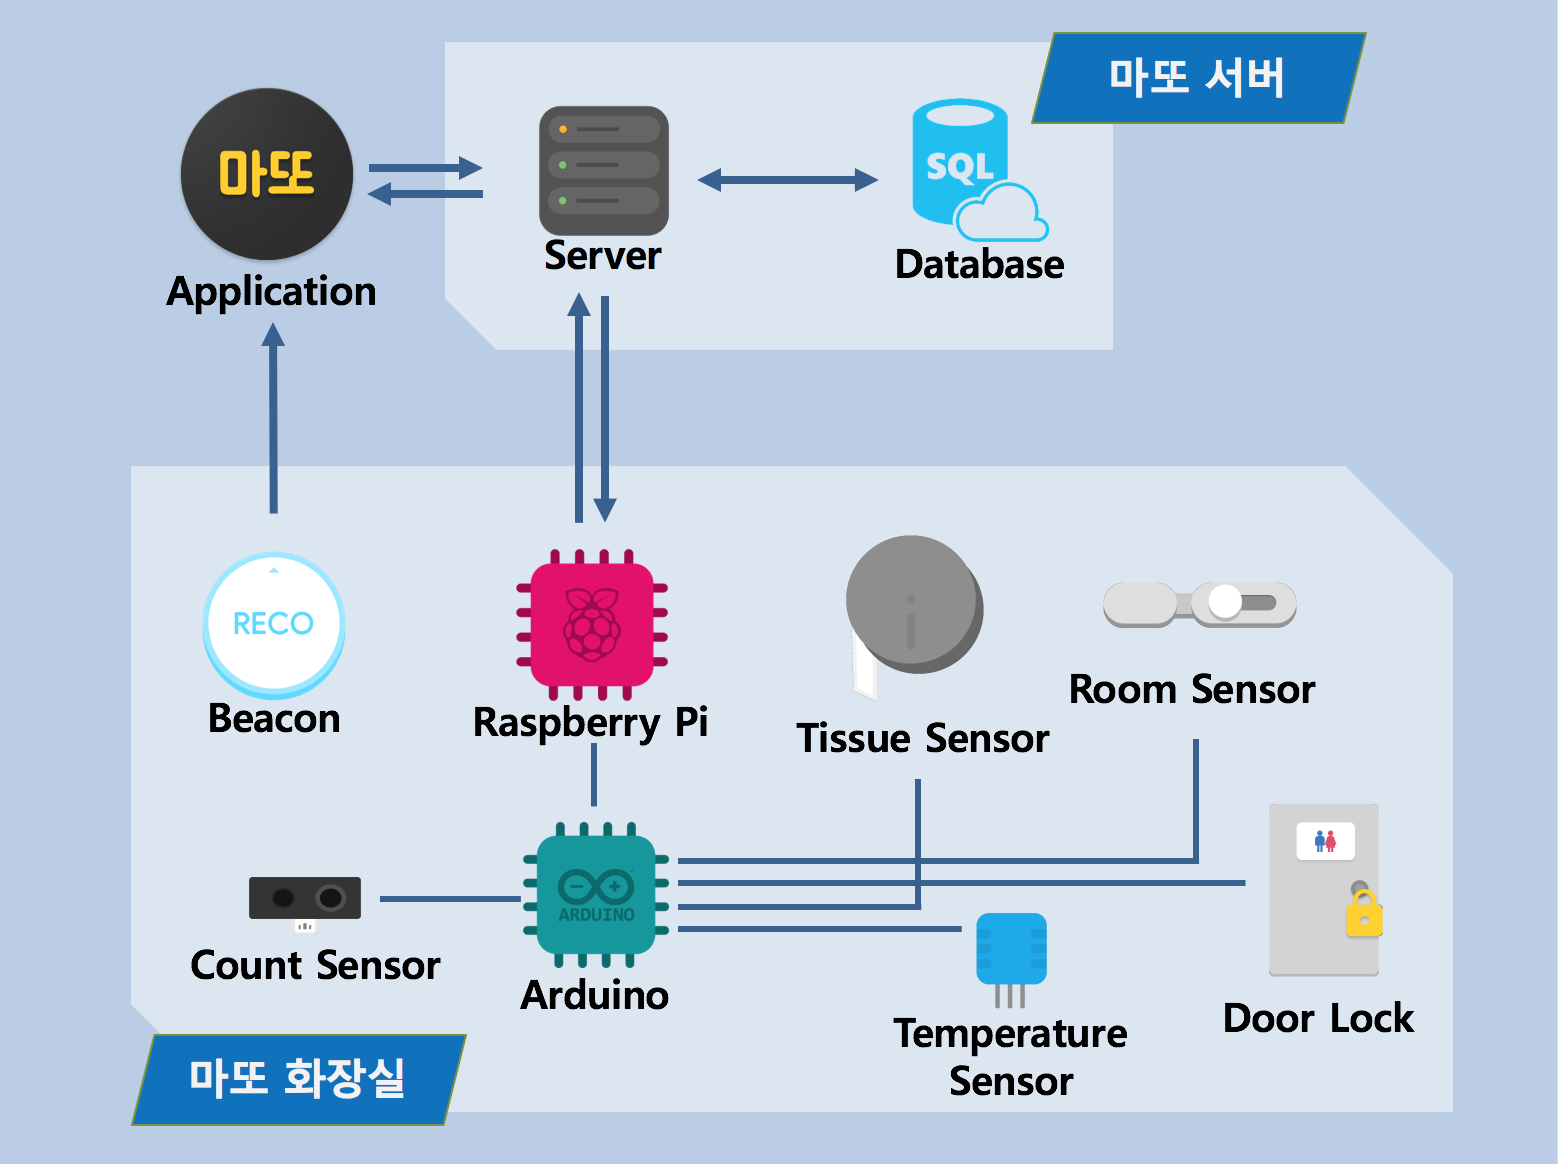 마또 서버
마또
SQL
Server
Database
Application
RECO
Beacon
Raspberry Pi
Tissue Sensor
Room Sensor
ARDUINO
Count Sensor
Arduino
Temperature
Sensor
Door Lock
마또 화장실